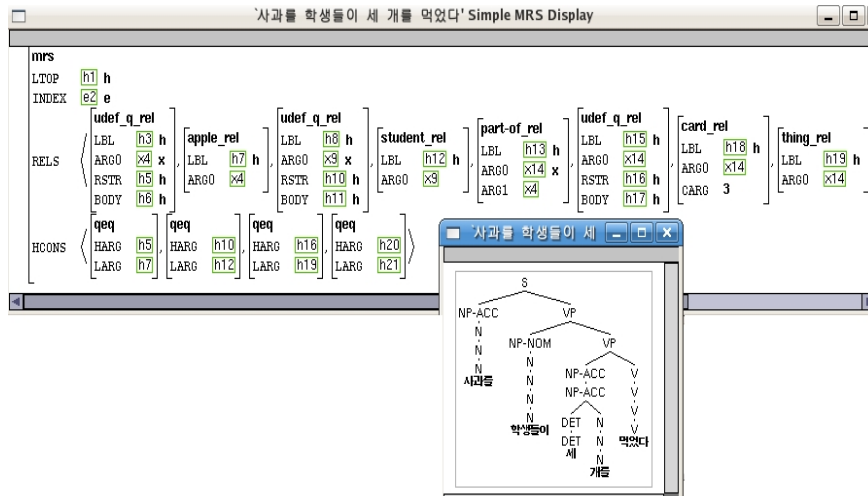 '사과를 학생들이 세 개를 먹었다' Simple MRS Display
mrs
LTOP h1 h
INDEX e2 e
udef_q_rel apple_rel udef_q_rel student_rel part-of_rel udef_q_rel card_rel thing_rel
LBL h3 h LBL h7 h LBL h8 h LBL h12 h LBL h13 h LBL h15 h LBL h18 h LBL h19 h
RELS ARG0 x4 x ARG0 x4 ARG0 x9 x ARG0 x9 ARG0 x14 x ARG0 x14 ARG0 x14 ARG0 x14
RSTR h5 h RSTR h10 h ARG1 x4 RSTR h16 h CARG 3
BODY h6 h BODY h11 h BODY h17 h
qeq qeq qeq qeq
HCONS HARG h5 , HARG h10 , HARG h16 , HARG h20
LARG h7 LARG h12 LARG h19 LARG h21
'사과를 학생들이 세
S
NP-ACC VP
N NP-NOM VP
N N NP-ACC V
N N NP-ACC V
사과를 N DET N V
N DET N V
학생들이 세 N 먹었다
개를